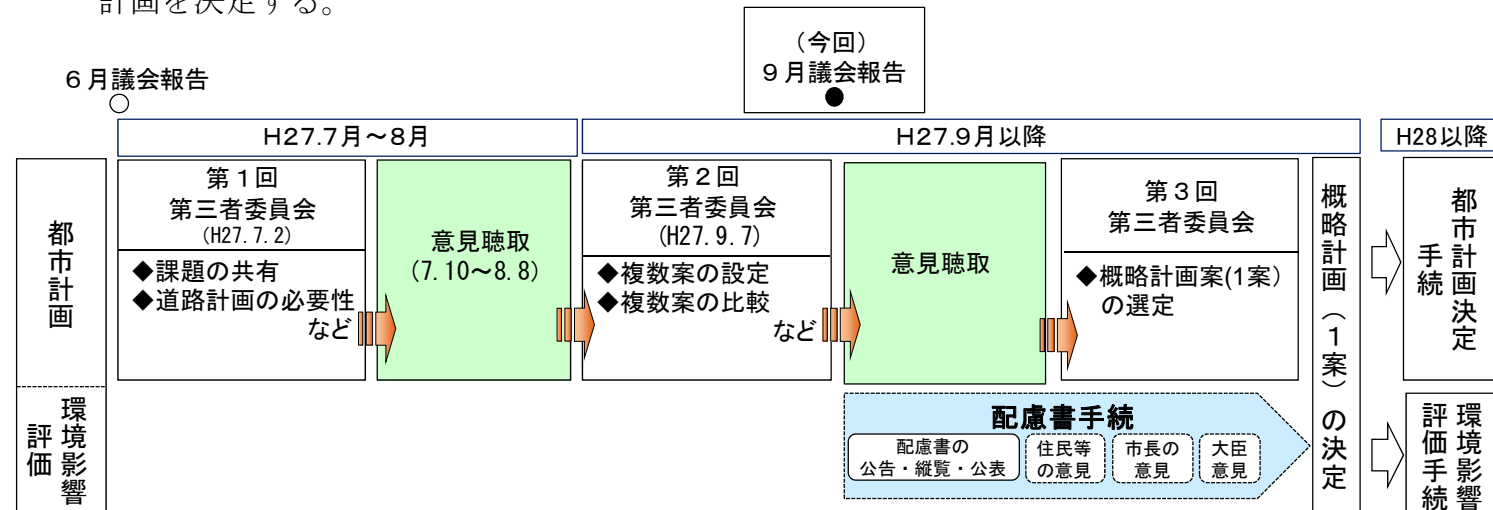 計画を決定する。
(今回)
9月議会報告
6月議会報告
H27.7月～8月
H27.9月以降
H28以降
都市計画
第1回
第三者委員会
(H27.7.2)
◆課題の共有
◆道路計画の必要性
など
意見聴取
(7.10～8.8)
第2回
第三者委員会
(H27.9.7)
◆複数案の設定
◆複数案の比較
など
意見聴取
第3回
第三者委員会
◆概略計画案(1案)
の選定
概略計画（1案）の決定
都市計画決定
手続
環境影響
評価
配慮書手続
配慮書の
公告・縦覧・公表
住民等
の意見
市長の
意見
大臣
意見
環境影響
評価手続